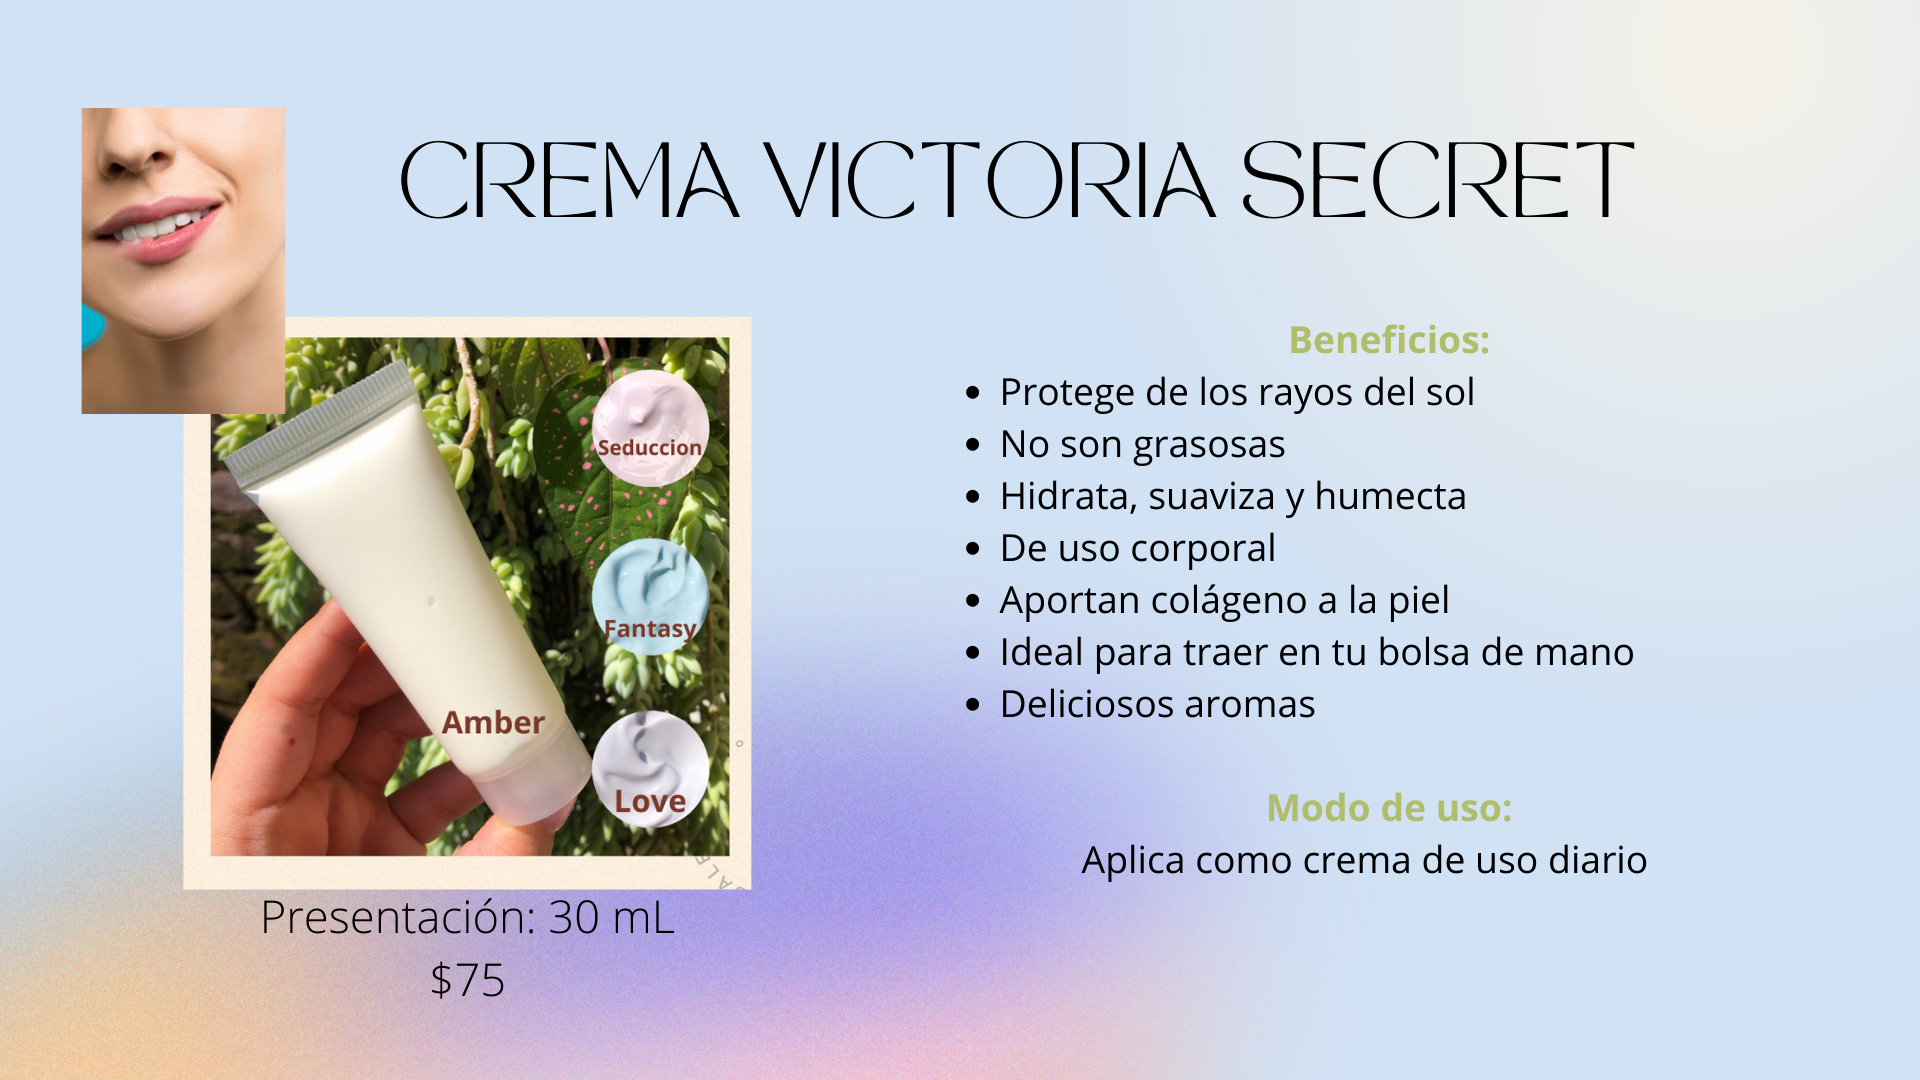 CREMA VICTORIA SECRET
Seduccion
Fantasy
Amber
Love
Presentación: 30 mL
$75
Beneficios:
Protege de los rayos del sol
No son grasosas
Hidrata, suaviza y humecta
De uso corporal
Aportan colágeno a la piel
Ideal para traer en tu bolsa de mano
Deliciosos aromas
Modo de uso:
Aplica como crema de uso diario